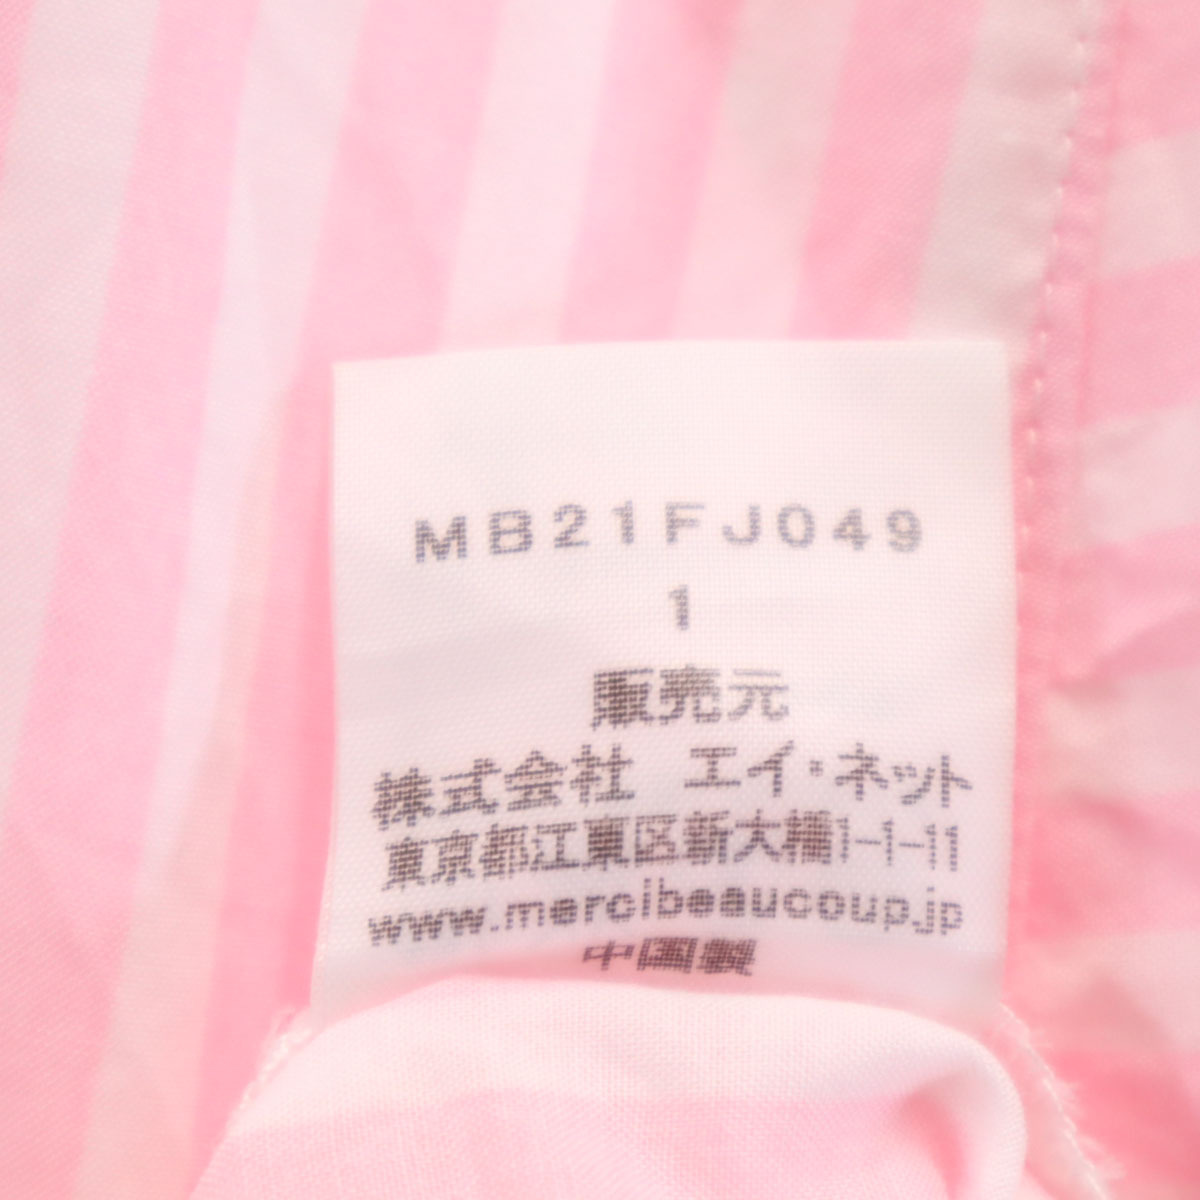 MB21FJ049
1
販売元
株式会社　エイ・ネット
東京都江東区新大橋1-1-11
www.mercibeaucoup.jp
中国製